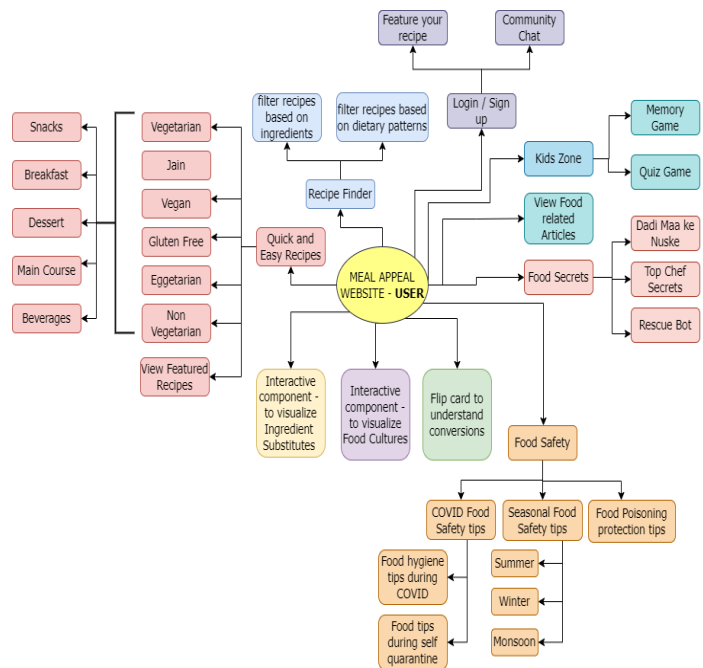 Feature your
recipe
Community
Chat
filter recipes
based on
ingredients
filter recipes based
on dietary patterns
Login / Sign
up
Memory
Game
Snacks
Vegetarian
Kids Zone
Quiz Game
Breakfast
Jain
Recipe Finder
View Food
related
Articles
Vegan
Dessert
Gluten Free
Quick and
Easy Recipes
Dadi Maa ke
Nuske
Main Course
Eggetarian
MEAL APPEAL
WEBSITE - USER
Food Secrets
Top Chef
Secrets
Beverages
Non
Vegetarian
Rescue Bot
View Featured
Recipes
Interactive
component -
to visualize
Ingredient
Substitutes
Interactive
component -
to visualize
Food Cultures
Flip card to
understand
conversions
Food Safety
COVID Food
Safety tips
Seasonal Food
Safety tips
Food Poisoning
protection tips
Food hygiene
tips during
COVID
Summer
Winter
Food tips
during self
quarantine
Monsoon